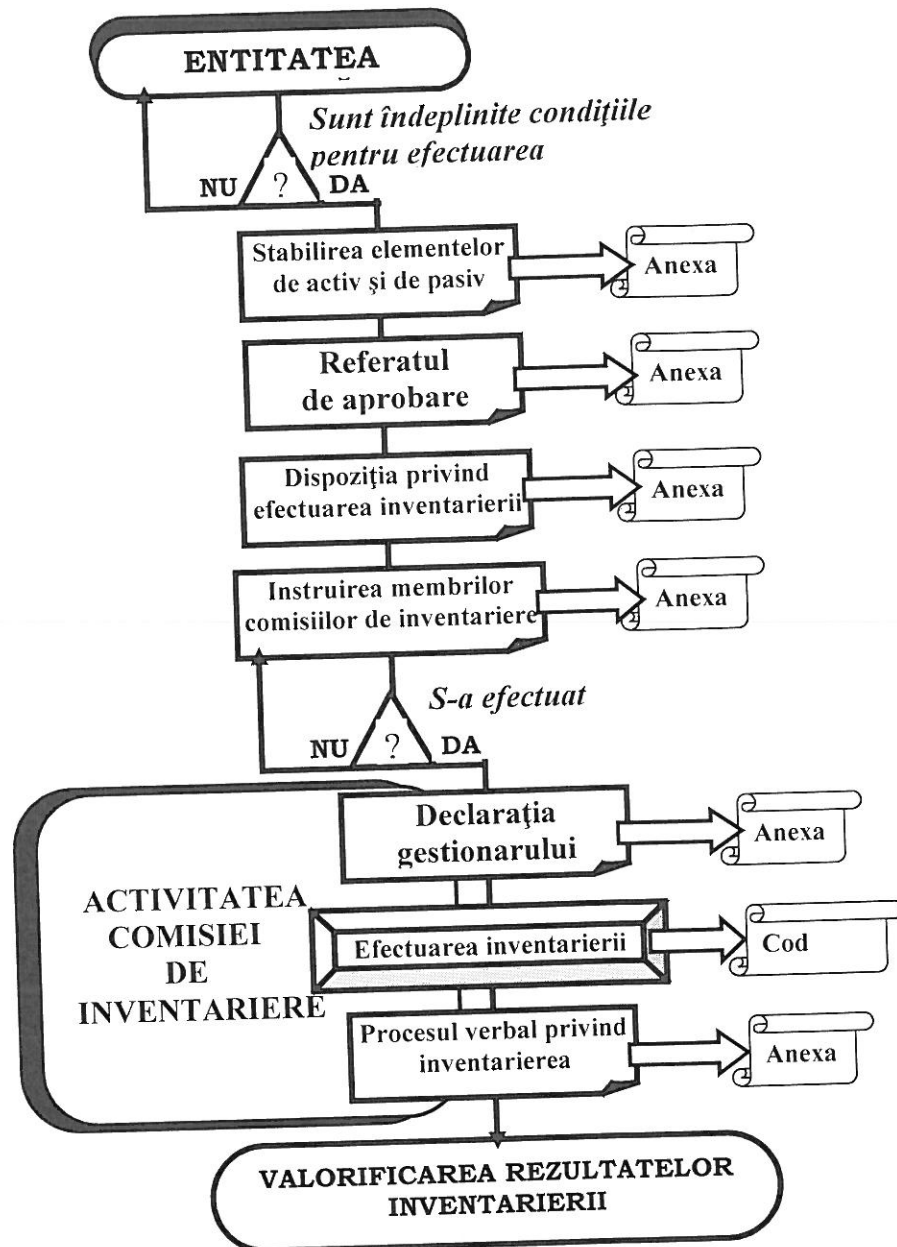 ENTITATEA
Sunt îndeplinite condiţiile
pentru efectuarea
NU ? DA
Stabilirea elementelor
de activ şi de pasiv
Anexa
Referatul
de aprobare
Anexa
Dispoziţia privind
efectuarea inventarierii
Anexa
Instruirea membrilor
comisiilor de inventariere
Anexa
S-a efectuat
NU ? DA
Declaraţia
gestionarului
Anexa
ACTIVITATEA
COMISIEI
DE
INVENTARIERE
Efectuarea inventarierii
Cod
Procesul verbal privind
inventarierea
Anexa
VALORIFICAREA REZULTATELOR
INVENTARIERII